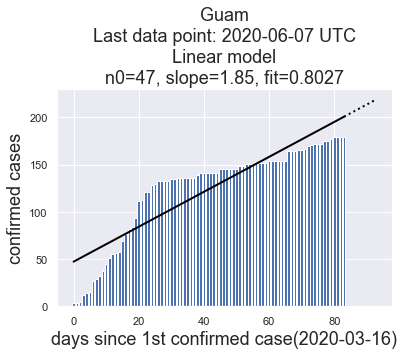 Guam
Last data point: 2020-06-07 UTC
Linear model
n0=47, slope=1.85, fit=0.8027
confirmed cases
200
150
100
50
0
0 20 40 60 80
days since 1st confirmed case(2020-03-16)